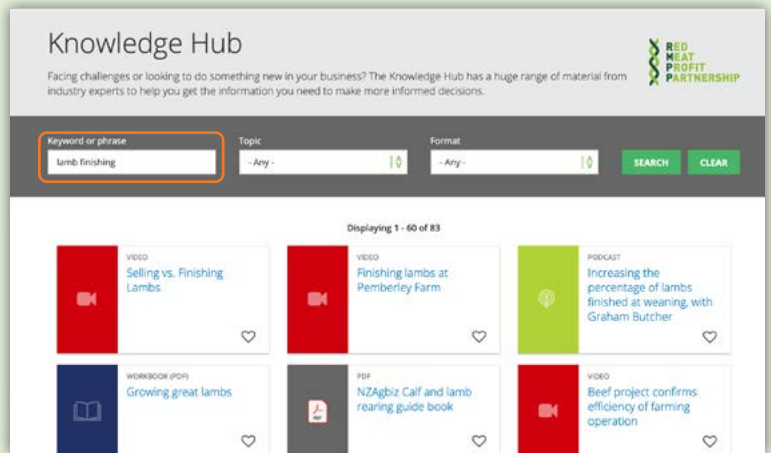 Knowledge Hub
RED
MEAT
PROFIT
PARTNERSHIP
Facing challenges or looking to do something new in your business? The Knowledge Hub has a huge range of material from
industry experts to help you get the information you need to make more informed decisions.
Keyword or phrase
Topic
Format
lamb finishing
- Any -
- Any -
SEARCH
CLEAR
Displaying 1 - 60 of 83
VIDEO
Selling vs. Finishing
Lambs
VIDEO
Finishing lambs at
Pemberley Farm
PODCAST
Increasing the
percentage of lambs
finished at weaning, with
Graham Butcher
WORKBOOK (PDF)
Growing great lambs
PDF
NZAgbiz Calf and lamb
rearing guide book
VIDEO
Beef project confirms
efficiency of farming
operation